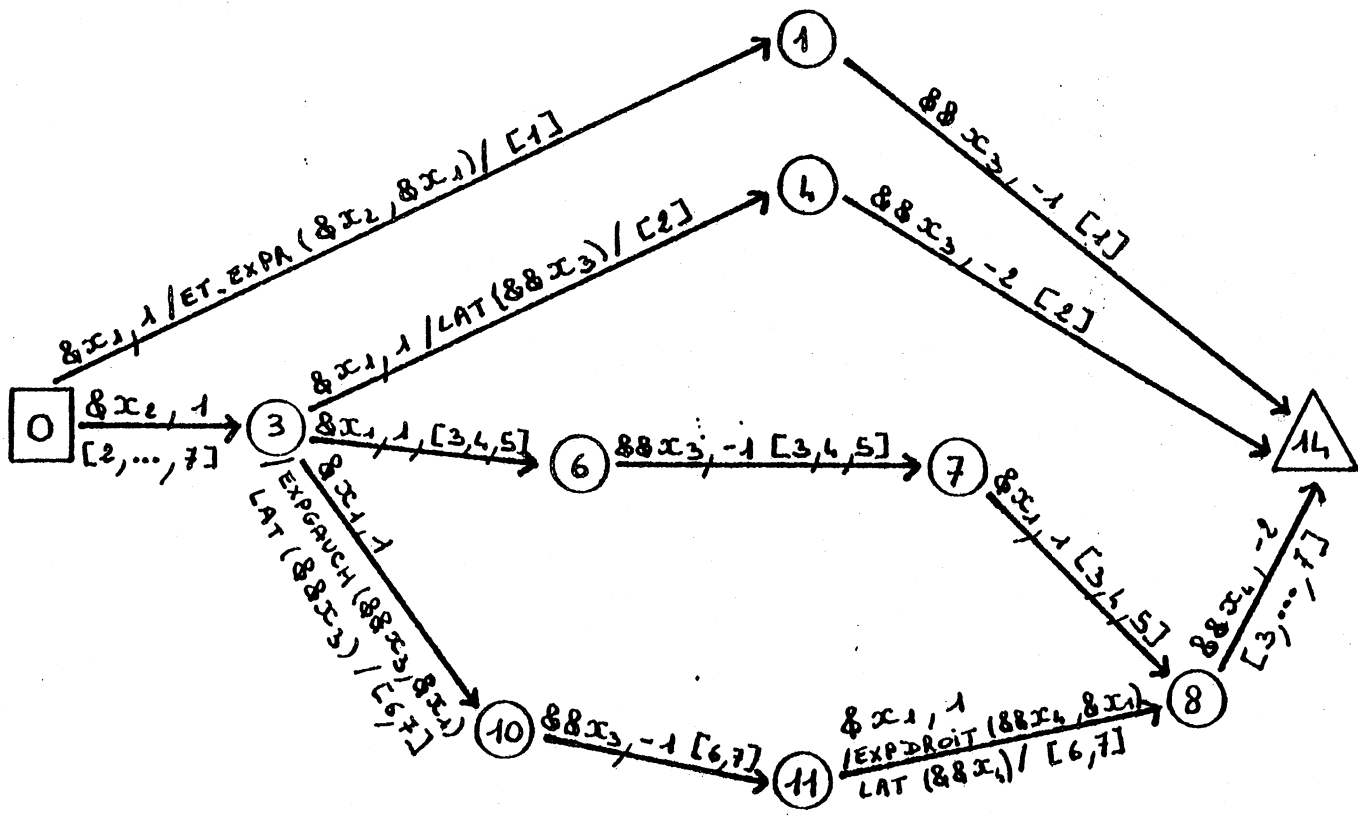 1
&&x3, -1 [1]
&x1, 1 /ET_EXPR (&x2, &x1)/ [1]
4
&&x3, -2 [2]
&x1, 1 /LAT(&&x3)/ [2]
0
&x2, 1
[2,...,7]
3
&x1, 1, [3,4,5]
6
&&x3, -1 [3,4,5]
7
14
&x1, 1
/EXPGAUCH (&&x3, &x1)
LAT (&&x3)/ [6,7]
&x1, 1 [3,4,5]
&&x4, -2
[3,...,7]
8
10
&&x3, -1 [6,7]
11
&x1, 1
/EXPDROIT (&&x4, &x1)
LAT (&&x4)/ [6,7]